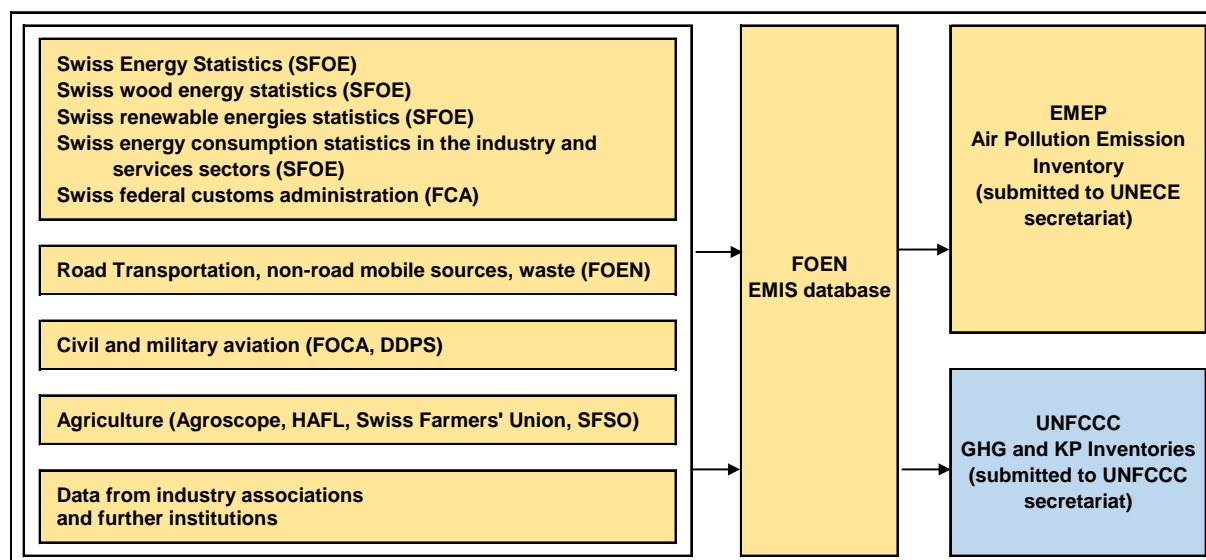 Swiss Energy Statistics (SFOE)
Swiss wood energy statistics (SFOE)
Swiss renewable energies statistics (SFOE)
Swiss energy consumption statistics in the industry and
services sectors (SFOE)
Swiss federal customs administration (FCA)
Road Transportation, non-road mobile sources, waste (FOEN)
Civil and military aviation (FOCA, DDPS)
Agriculture (Agroscope, HAFL, Swiss Farmers' Union, SFSO)
Data from industry associations
and further institutions
FOEN
EMIS database
EMEP
Air Pollution Emission
Inventory
(submitted to UNECE
secretariat)
UNFCCC
GHG and KP Inventories
(submitted to UNFCCC
secretariat)